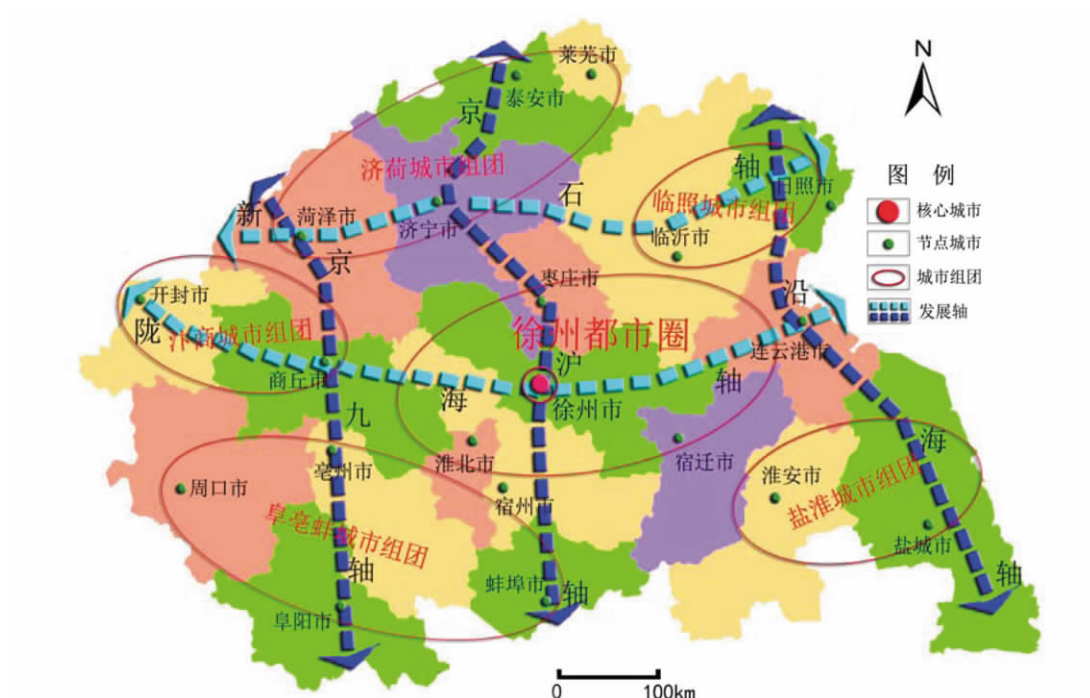 莱芜市
N
京
泰安市
济荷城市组团
图 例
轴
日照市
石
新
菏泽市
临照城市组团
核心城市
济宁市
临沂市
节点城市
京
枣庄市
城市组团
开封市
沿
发展轴
陇
汴商城市组团
徐州都市圈
连云港市
商丘市
沪
轴
海
徐州市
九
海
亳州市
淮北市
宿迁市
淮安市
周口市
宿州市
盐淮城市组团
阜亳蚌城市组团
盐城市
轴
蚌埠市
轴
轴
阜阳市
0
100km